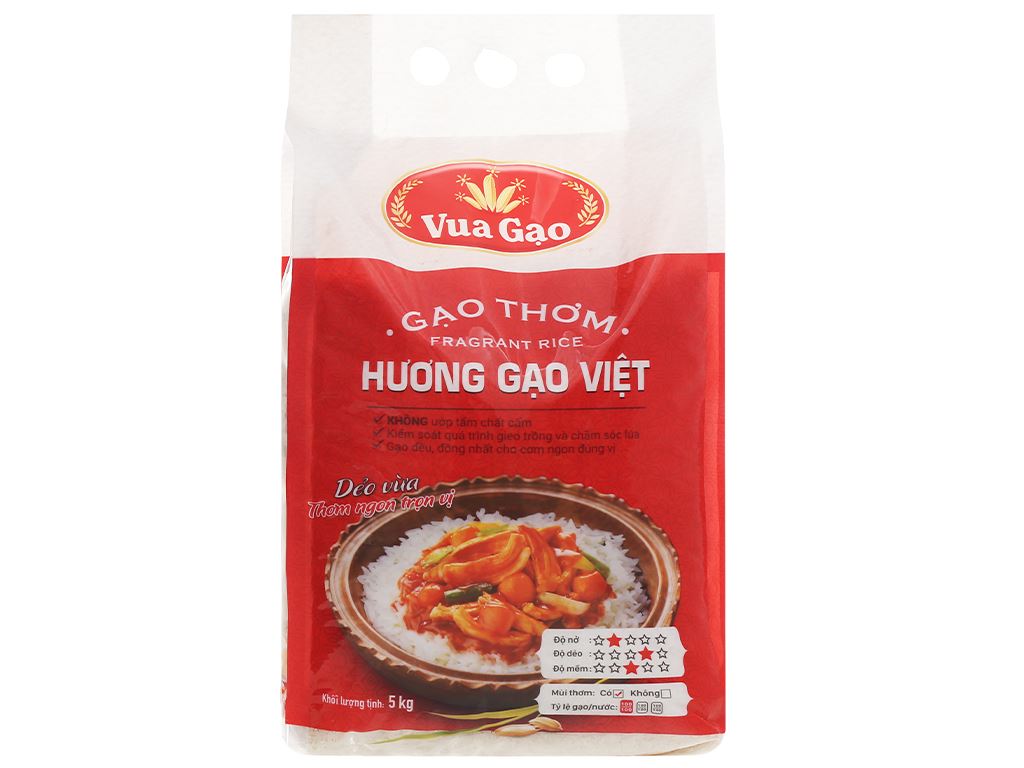 Vua Gạo
GẠO THƠM
FRAGRANT RICE
HƯƠNG GẠO VIỆT
KHÔNG ướp tẩm chất cấm
Kiểm soát quá trình gieo trồng và chăm sóc lúa
Gạo đều, đồng nhất cho cơm ngon đúng vị
Dẻo vừa
Thơm ngon trọn vị
Độ nở :
Độ dẻo :
Độ mềm:
Mùi thơm: Có Không
Tỷ lệ gạo/nước:
Khối lượng tịnh: 5 kg